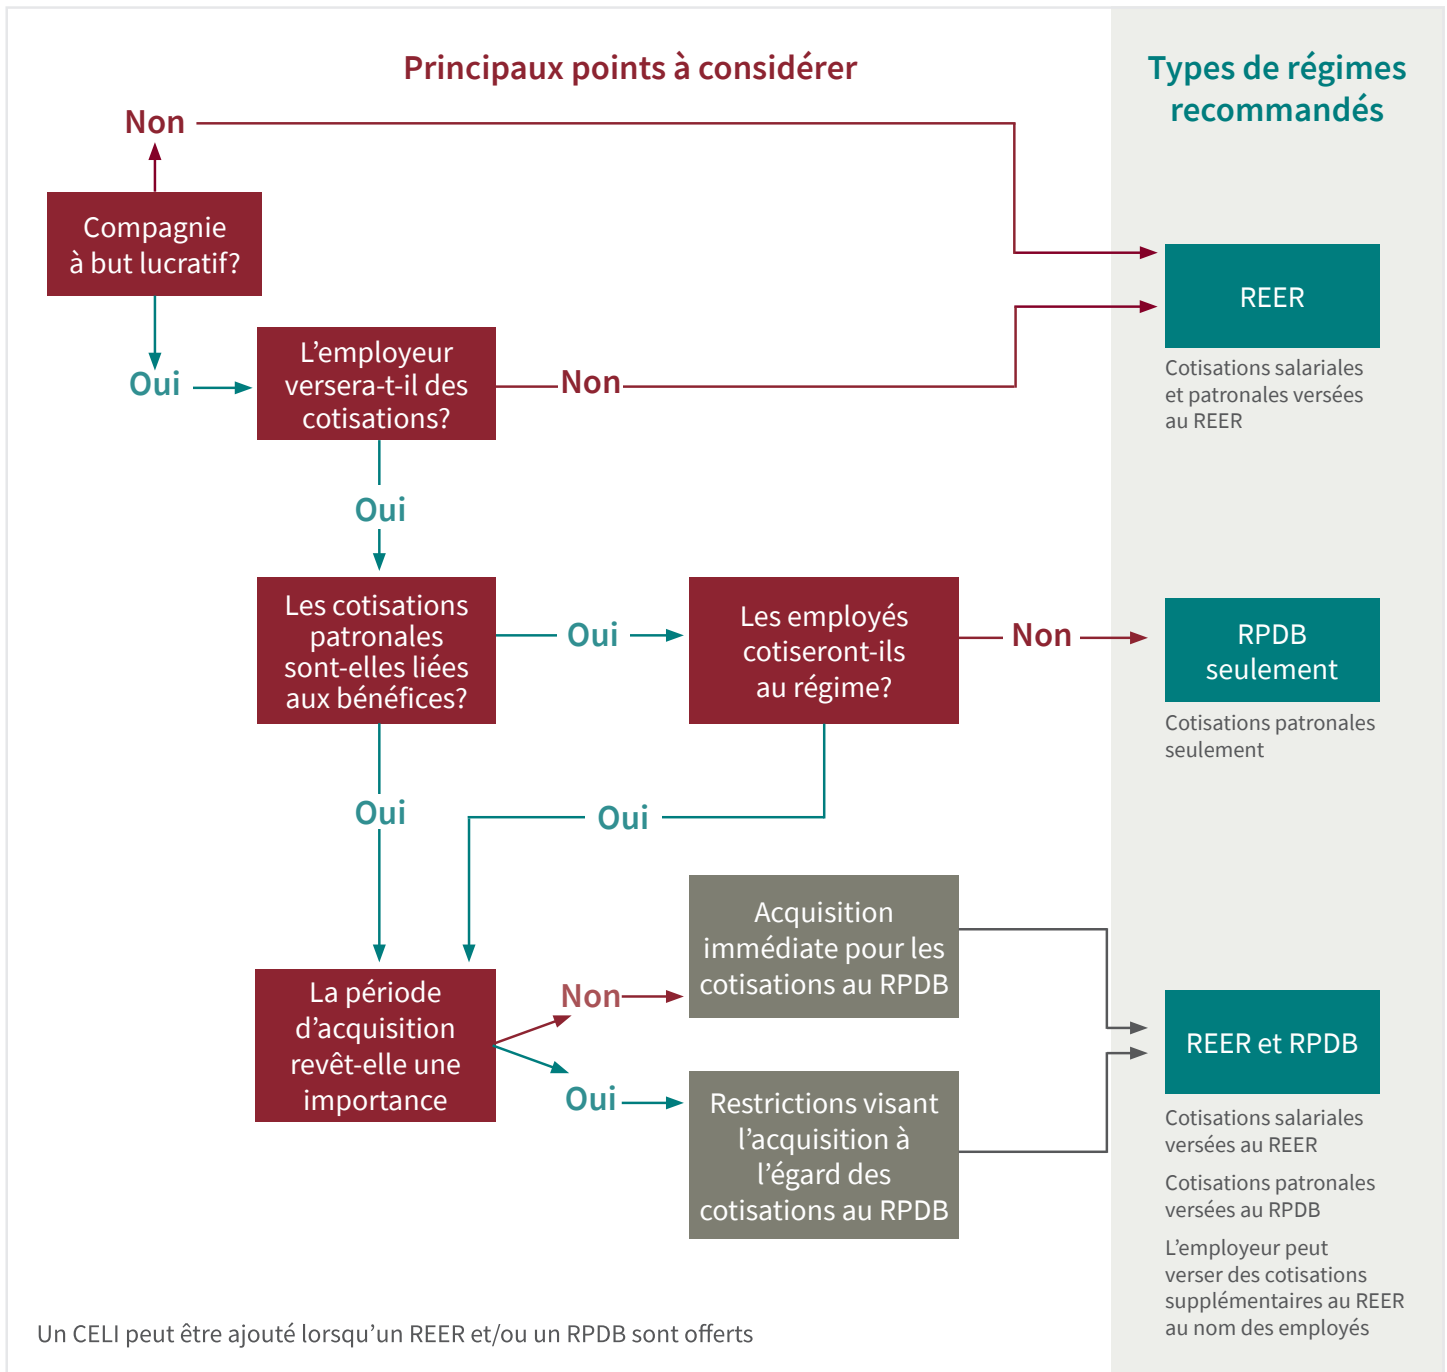 Principaux points à considérer
Types de régimes
recommandés
Non
Compagnie
à but lucratif?
REER
Cotisations salariales
et patronales versées
au REER
Oui
L'employeur
versera-t-il des
cotisations?
Non
Oui
Les cotisations
patronales
sont-elles liées
aux bénéfices?
Oui
Les employés
cotiseront-ils
au régime?
Non
RPDB
seulement
Cotisations patronales
seulement
Oui
Oui
Acquisition
immédiate pour les
cotisations au RPDB
La période
d'acquisition
revêt-elle une
importance
Non
Oui
Restrictions visant
l'acquisition à
l'égard des
cotisations au RPDB
REER et RPDB
Cotisations salariales
versées au REER
Cotisations patronales
versées au RPDB
L'employeur peut
verser des cotisations
supplémentaires au REER
au nom des employés
Un CELI peut être ajouté lorsqu'un REER et/ou un RPDB sont offerts